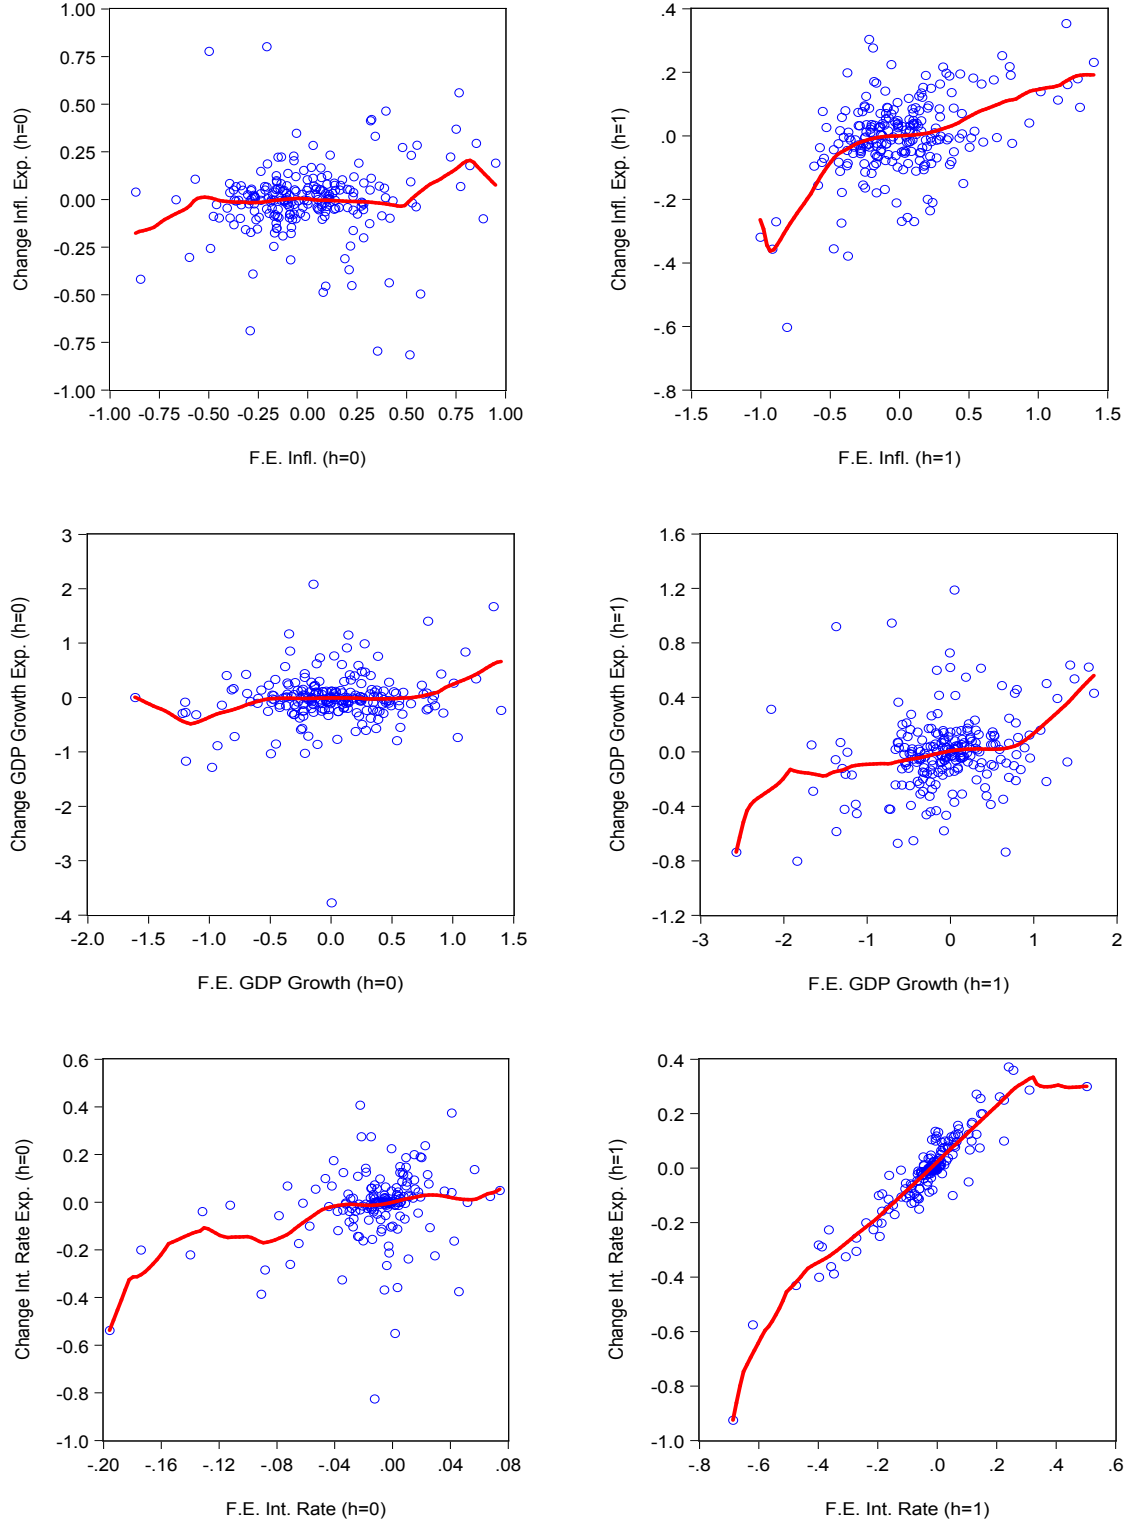 Change Infl. Exp. (h=0)
1.00
0.75
0.50
0.25
0.00
-0.25
-0.50
-0.75
-1.00
-1.00 -0.75 -0.50 -0.25 0.00 0.25 0.50 0.75 1.00
F.E. Infl. (h=0)
Change Infl. Exp. (h=1)
.4
.2
.0
-.2
-.4
-.6
-.8
-1.5 -1.0 -0.5 0.0 0.5 1.0 1.5
F.E. Infl. (h=1)
Change GDP Growth Exp. (h=0)
3
2
1
0
-1
-2
-3
-4
-2.0 -1.5 -1.0 -0.5 0.0 0.5 1.0 1.5
F.E. GDP Growth (h=0)
Change GDP Growth Exp. (h=1)
1.6
1.2
0.8
0.4
0.0
-0.4
-0.8
-1.2
-3 -2 -1 0 1 2
F.E. GDP Growth (h=1)
Change Int. Rate Exp. (h=0)
0.6
0.4
0.2
0.0
-0.2
-0.4
-0.6
-0.8
-1.0
-.20 -.16 -.12 -.08 -.04 .00 .04 .08
F.E. Int. Rate (h=0)
Change Int. Rate Exp. (h=1)
0.4
0.2
0.0
-0.2
-0.4
-0.6
-0.8
-1.0
-.8 -.6 -.4 -.2 .0 .2 .4 .6
F.E. Int. Rate (h=1)